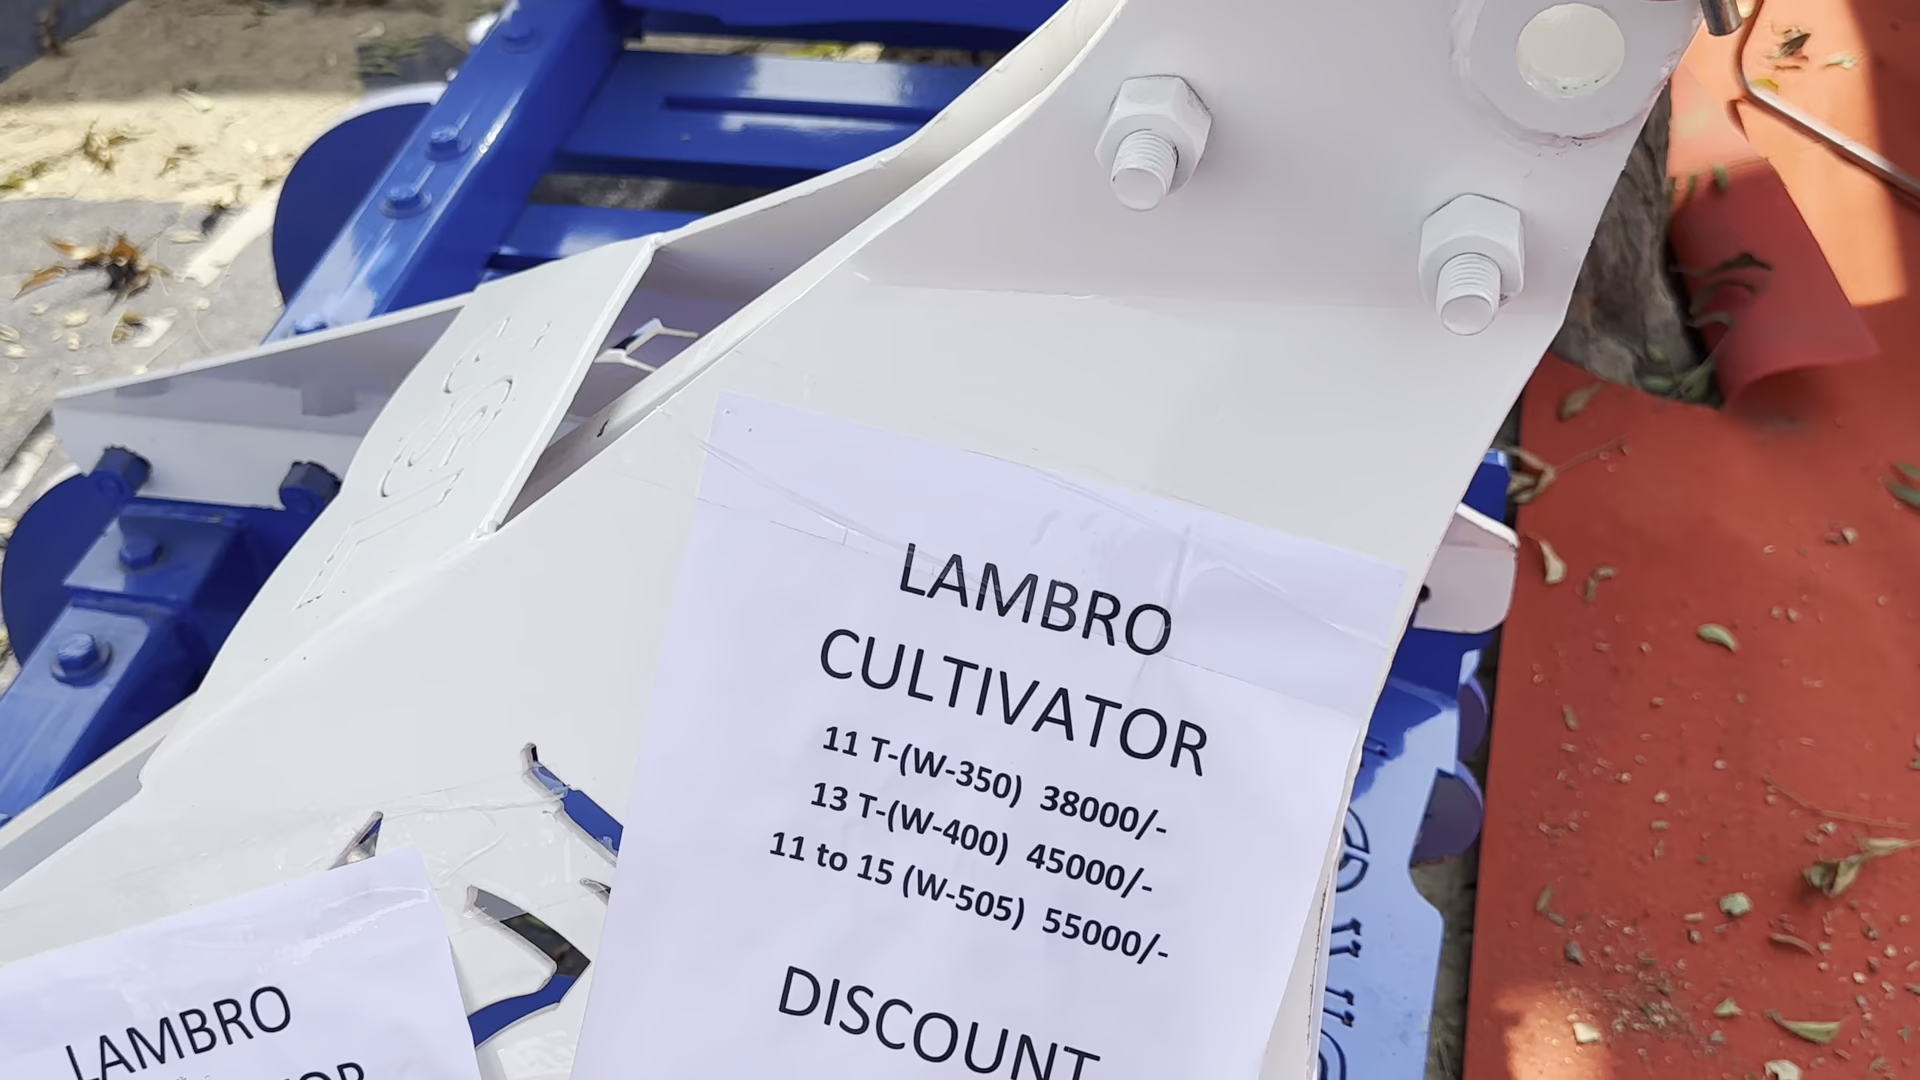 LAMBRO
CULTIVATOR
11 T-(W-350) 38000/-
13 T-(W-400) 45000/-
11 to 15 (W-505) 55000/-
DISCOUNT
LAMBRO